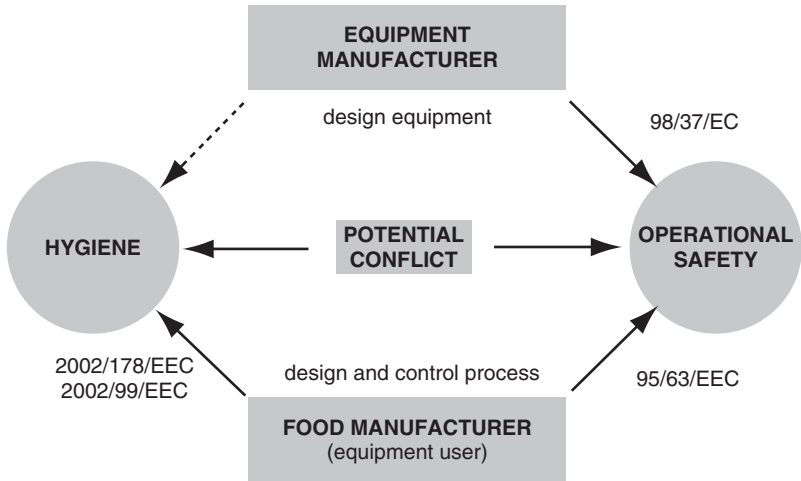 EQUIPMENT
MANUFACTURER
design equipment
98/37/EC
HYGIENE
POTENTIAL
CONFLICT
OPERATIONAL
SAFETY
2002/178/EEC
2002/99/EEC
design and control process
95/63/EEC
FOOD MANUFACTURER
(equipment user)